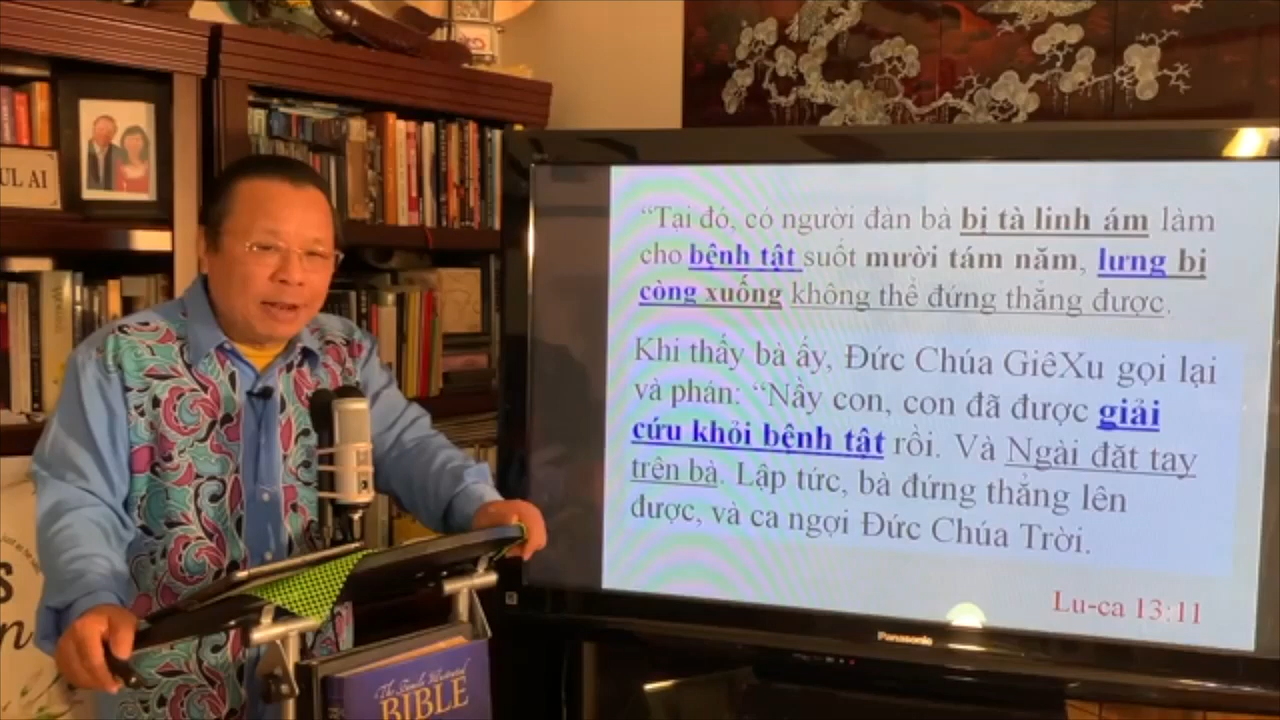 UL AI
“Tại đó, có người đàn bà bị tà linh ám làm
cho bệnh tật suốt mười tám năm, lưng bị
còng xuống không thể đứng thẳng được.
Khi thấy bà ấy, Đức Chúa GiêXu gọi lại
và phán: “Nầy con, con đã được giải
cứu khỏi bệnh tật rồi. Và Ngài đặt tay
trên bà. Lập tức, bà đứng thẳng lên
được, và ca ngợi Đức Chúa Trời.
Lu-ca 13:11
Panasonic
BIBLE